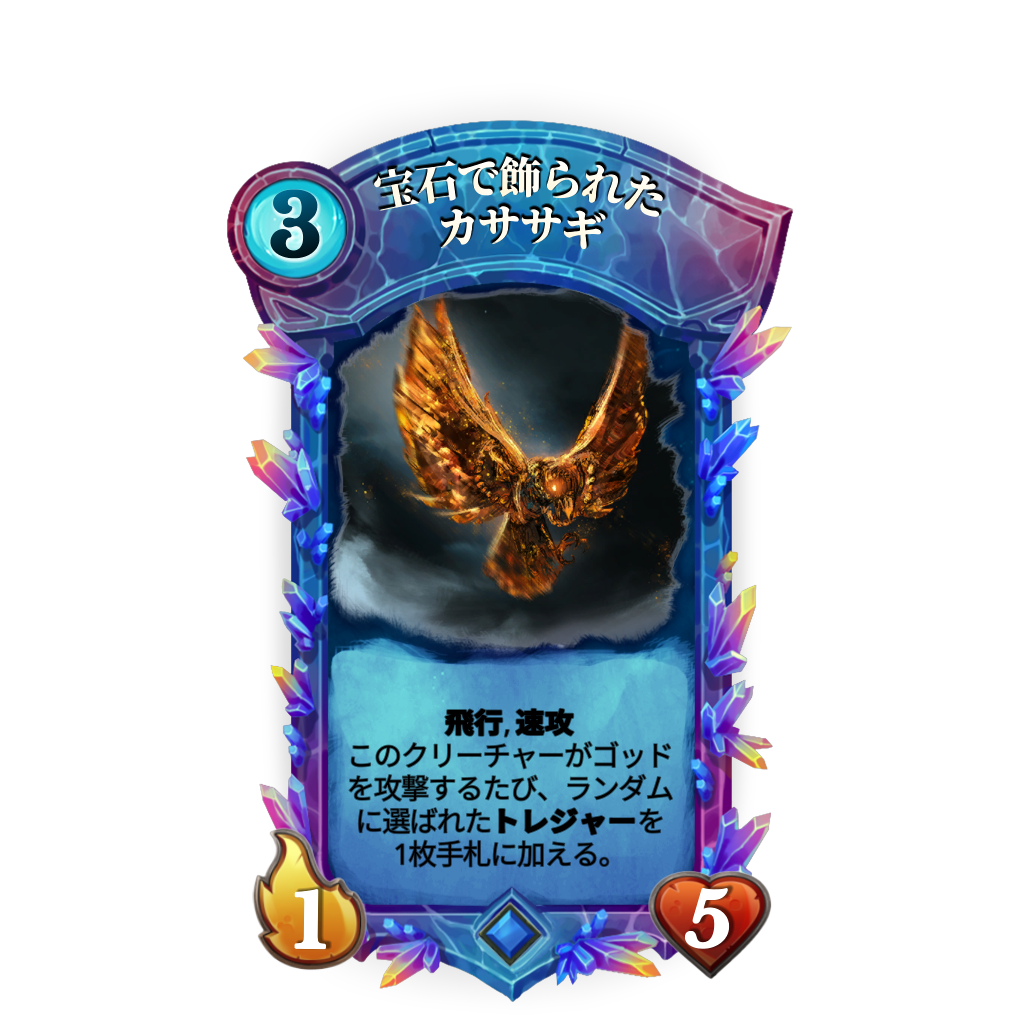 3
宝石で飾られた
カササギ
飛行, 速攻
このクリーチャーがゴッド
を攻撃するたび、ランダム
に選ばれたトレジャーを
1枚手札に加える。
1
5